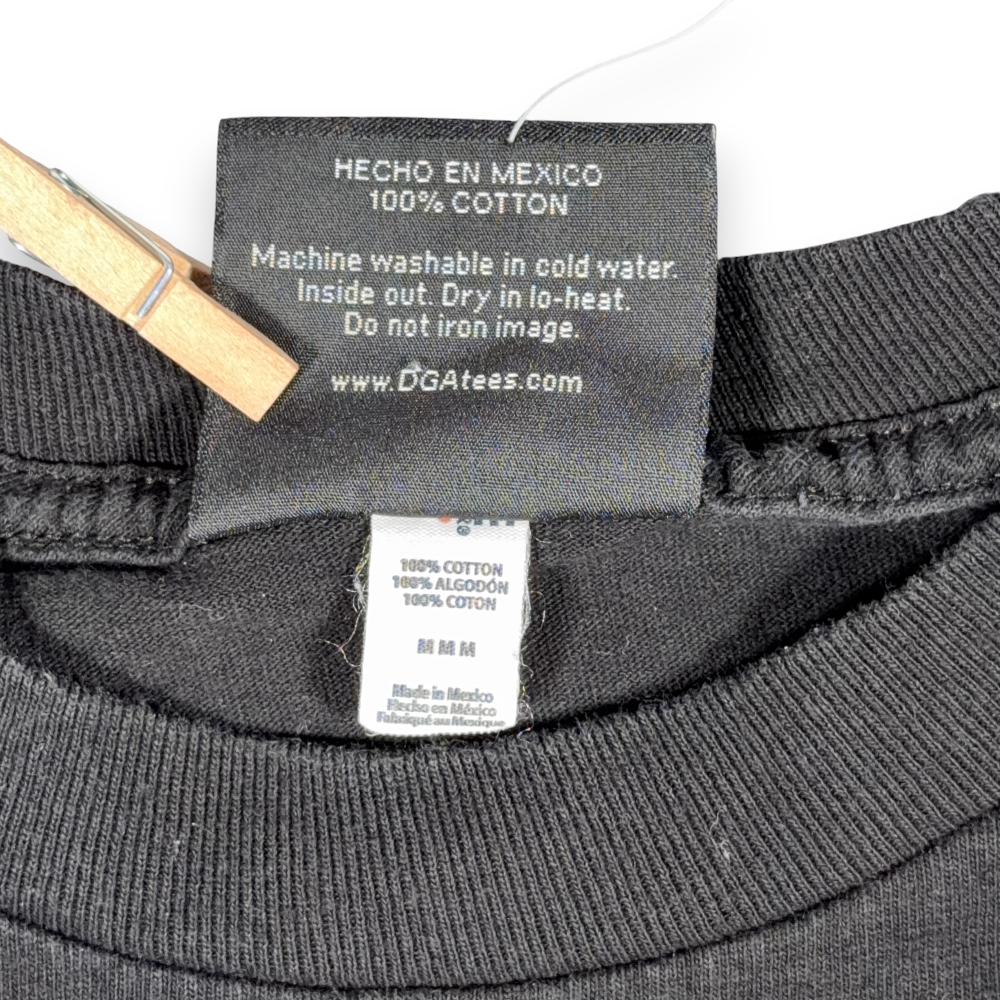 HECHO EN MEXICO
100% COTTON
Machine washable in cold water.
Inside out. Dry in lo-heat.
Do not iron image.
www.DGAtees.com
100% COTTON
100% ALGODÓN
100% COTON
M M M
Made in Mexico
Hecho en México
Fabriqué au Mexique